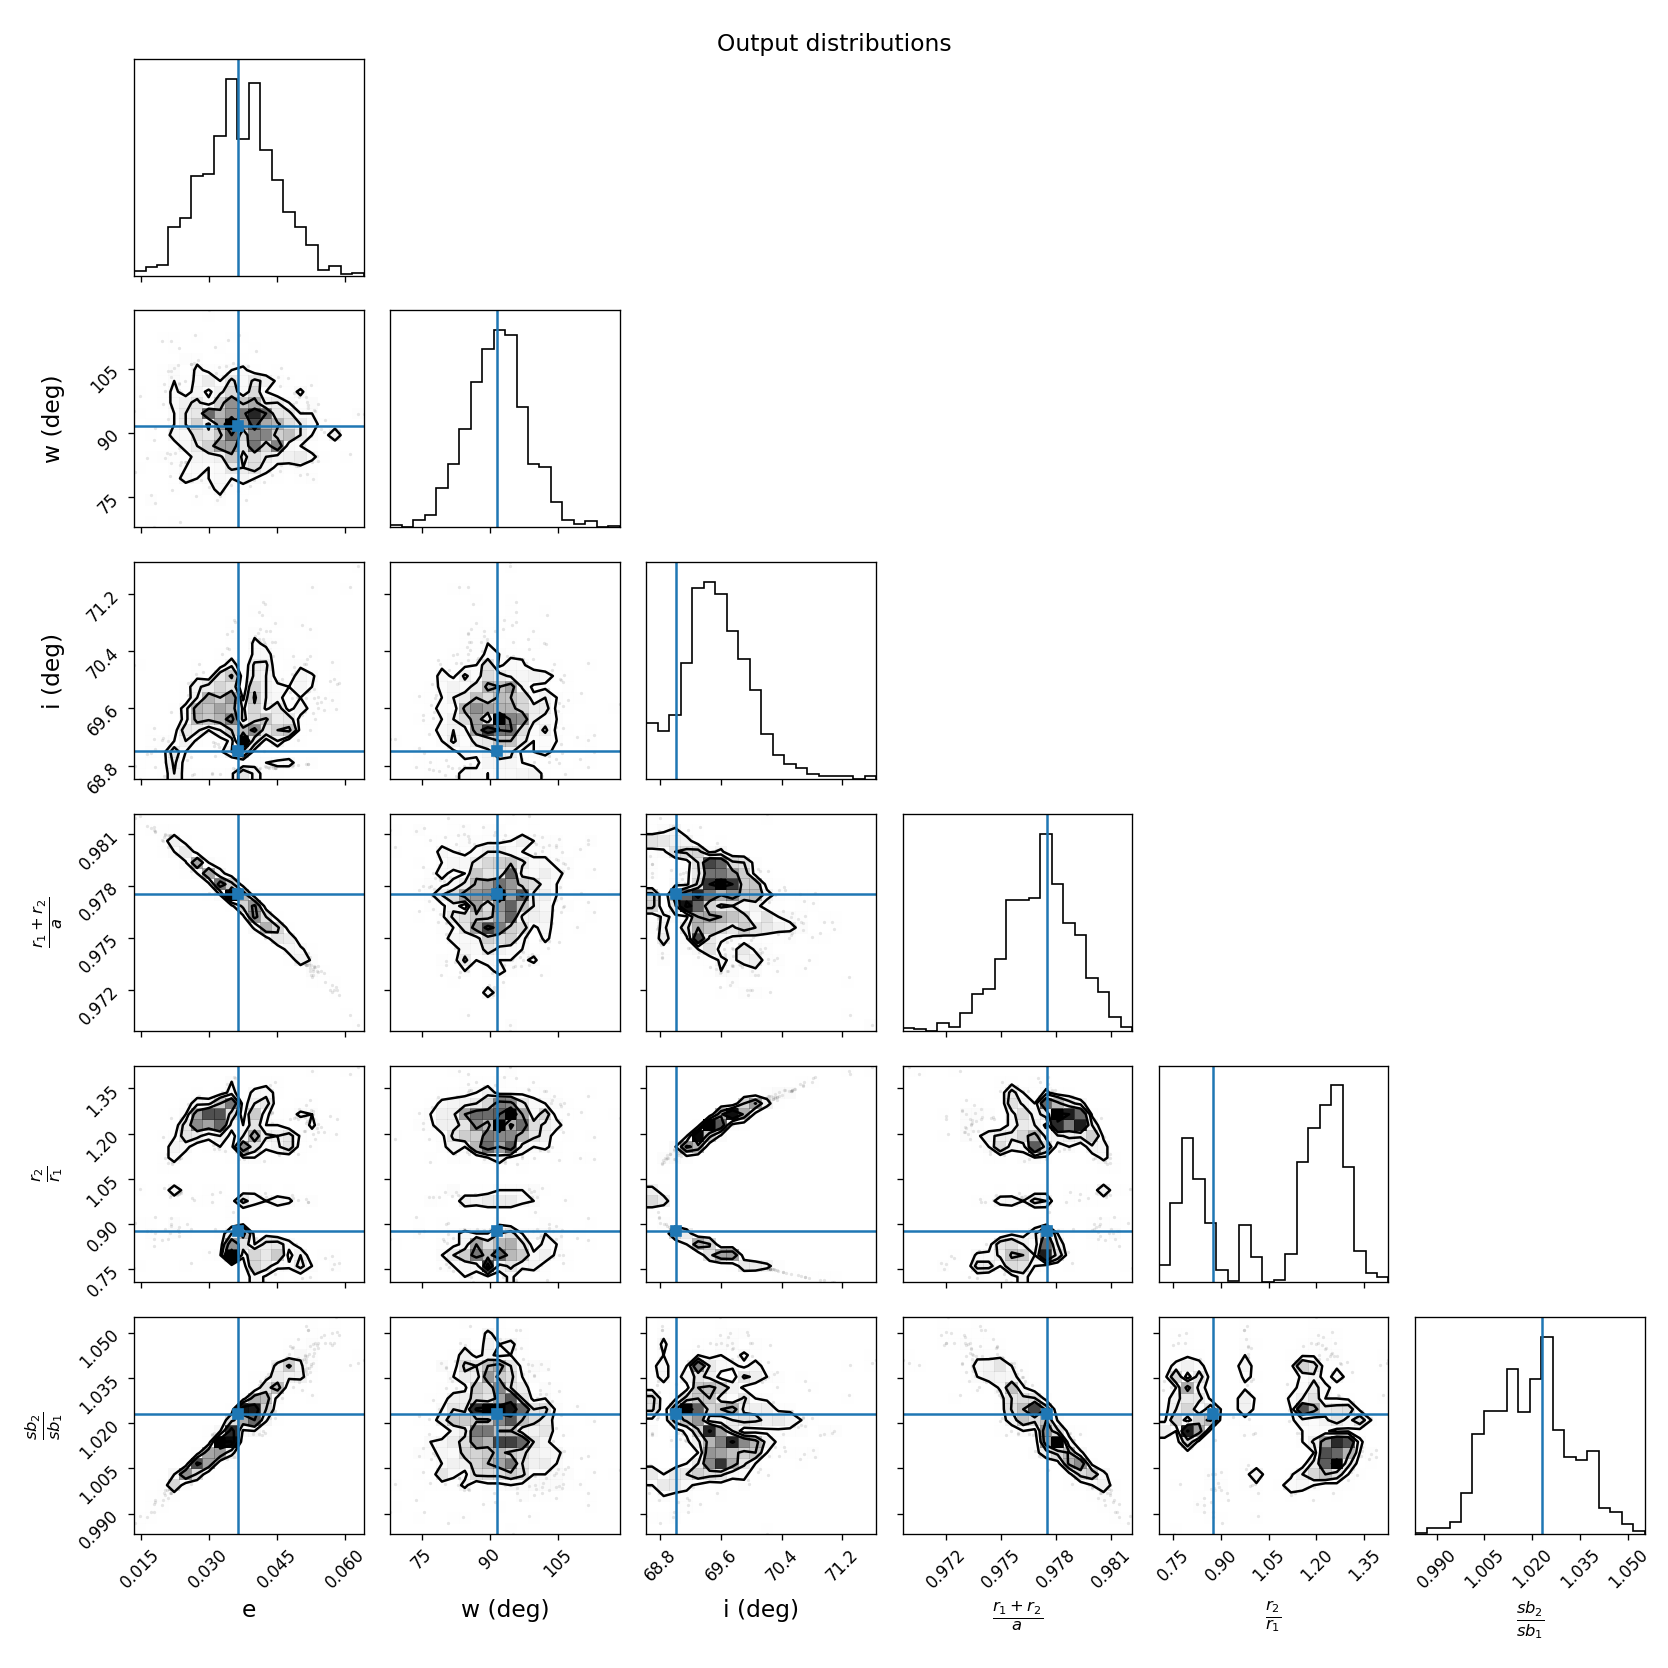 Output distributions
w (deg)
105
90
75
i (deg)
71.2
70.4
69.6
68.8
r₁ + r₂
a
0.981
0.978
0.975
0.972
r₂
r₁
1.35
1.20
1.05
0.90
0.75
sb₂
sb₁
1.050
1.035
1.020
1.005
0.990
0.015 0.030 0.045 0.060 75 90 105 68.8 69.6 70.4 71.2 0.972 0.975 0.978 0.981 0.75 0.90 1.05 1.20 1.35 0.990 1.005 1.020 1.035 1.050
e w (deg) i (deg) r₁ + r₂ r₂ sb₂
a r₁ sb₁